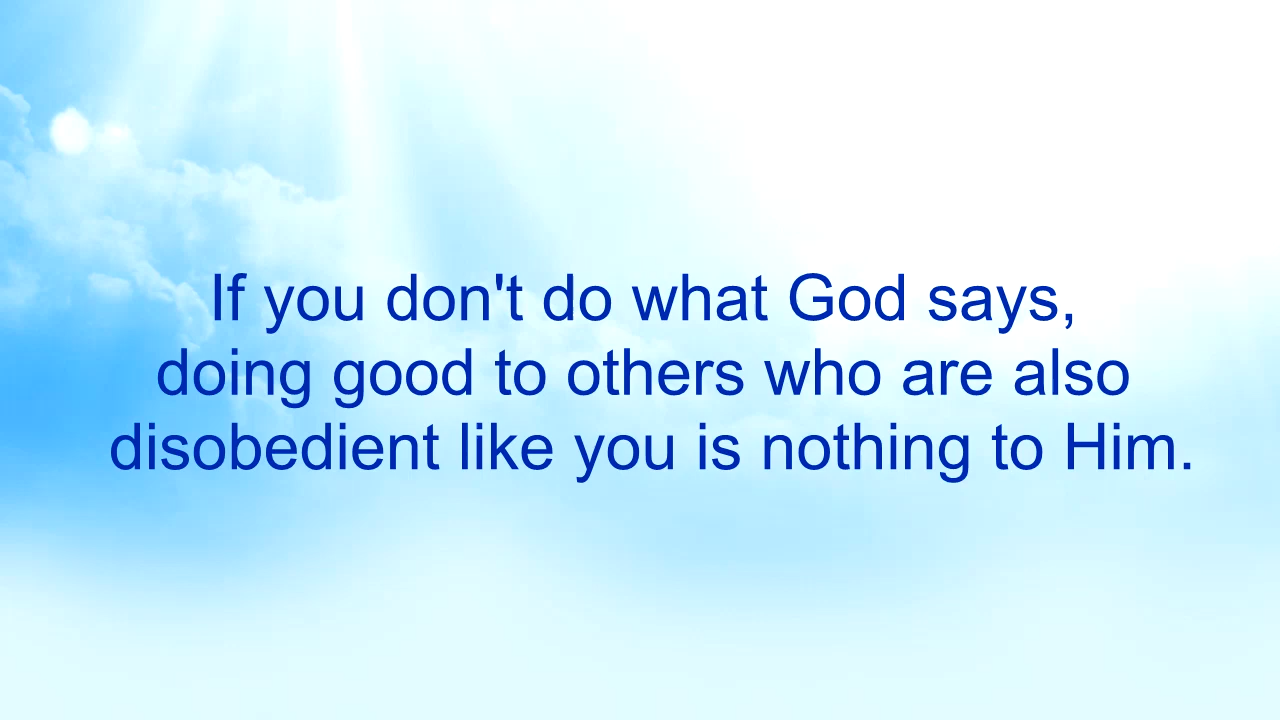 If you don't do what God says,
doing good to others who are also
disobedient like you is nothing to Him.